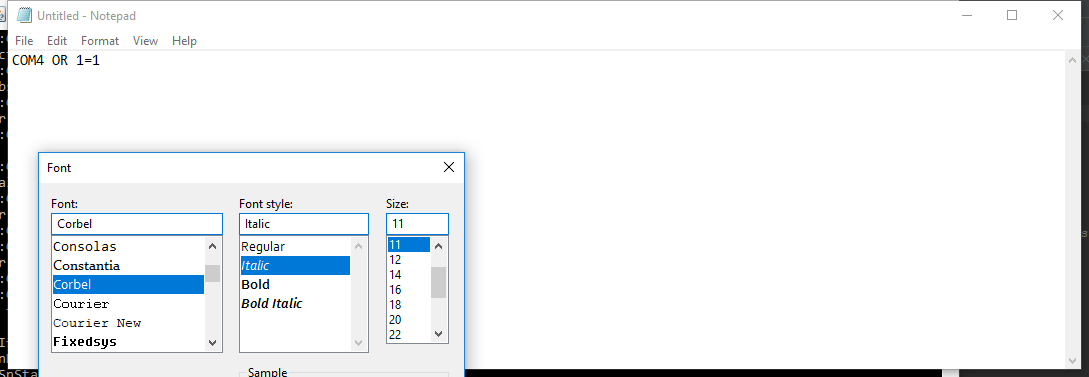 Untitled - Notepad
File Edit Format View Help
COM4 OR 1=1
Font
Font: Font style: Size:
Corbel Italic 11
Consolas Regular 11
Constantia Italic 12
Corbel Bold 14
Courier Bold Italic 16
Courier New 18
Fixedsys 20
22
Sample